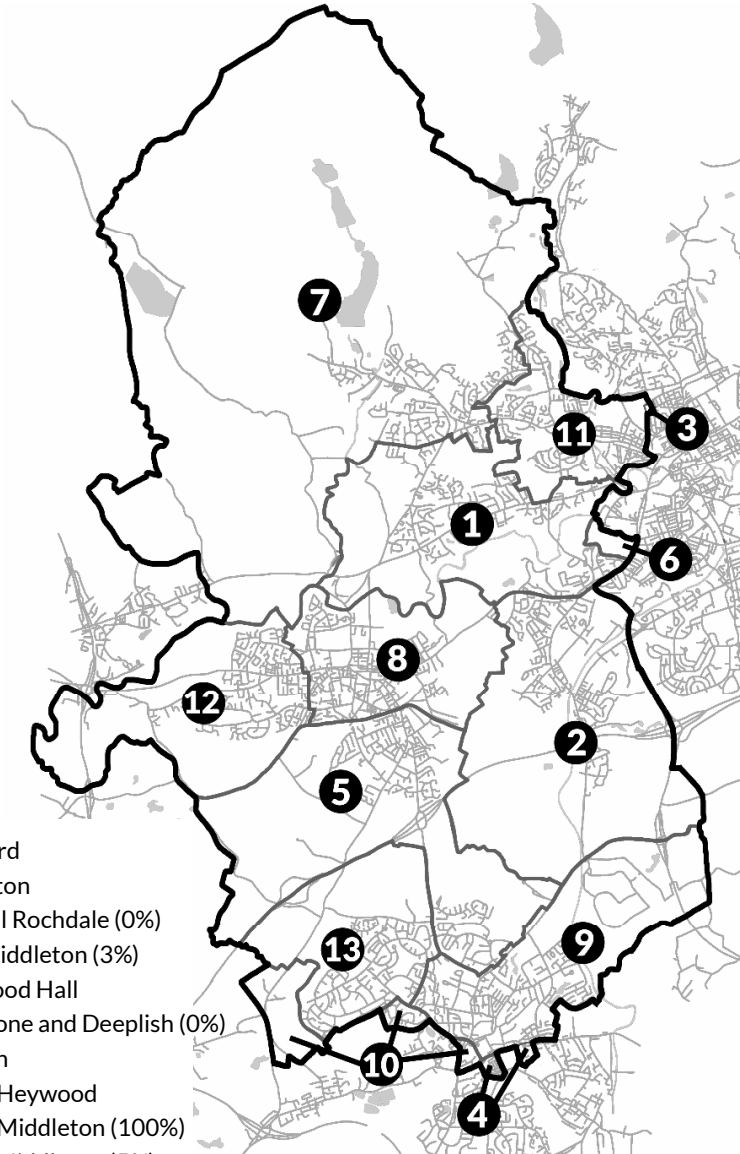 7
11
3
1
6
8
12
2
5
13
9
10
4
rd
ton
l Rochdale (0%)
iddleton (3%)
ood Hall
one and Deeplish (0%)
n
Heywood
Middleton (100%)